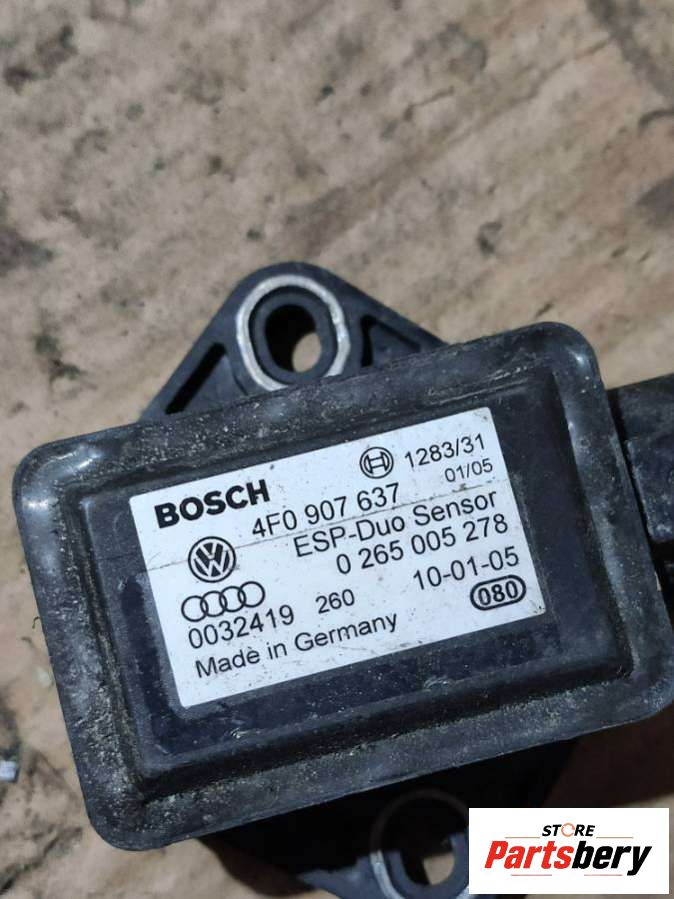 BOSCH
1283/31
01/05
4F0 907 637
ESP-Duo Sensor
0 265 005 278
0032419 260 10-01-05
080
Made in Germany
STORE
Partsbery